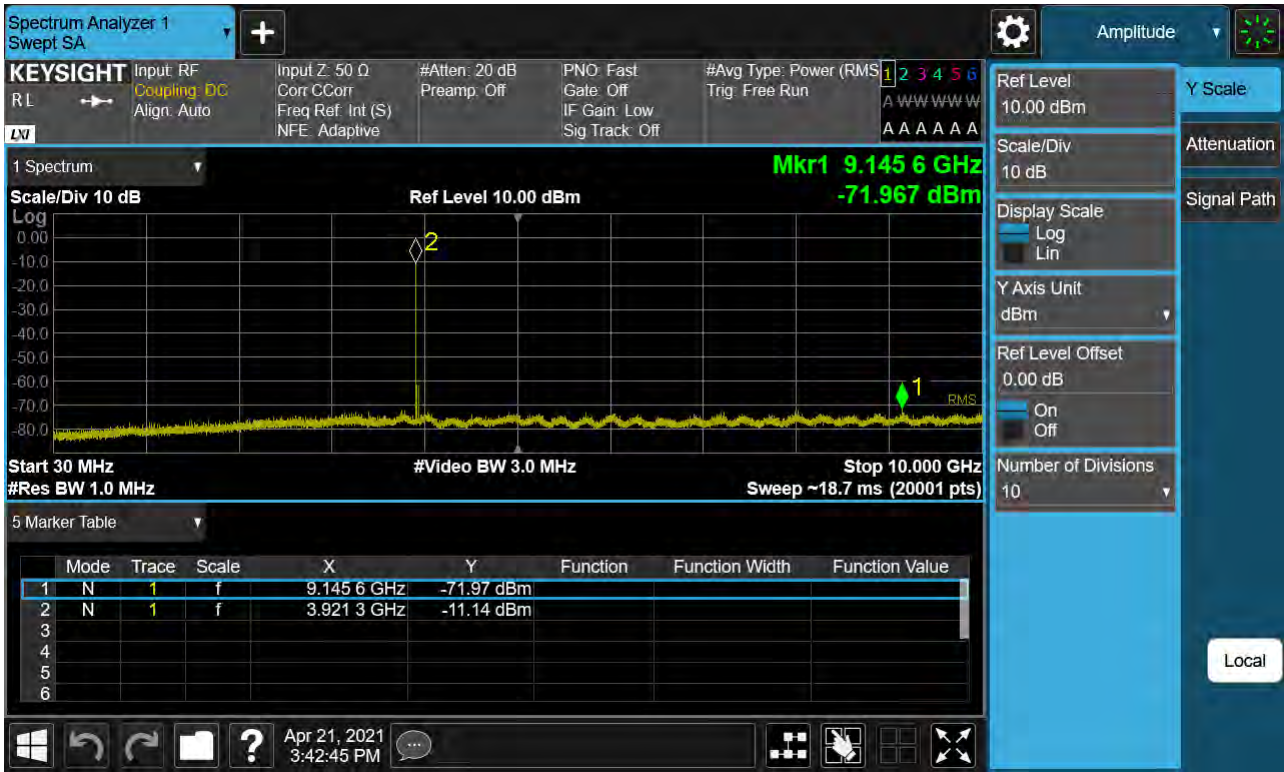 Spectrum Analyzer 1
Swept SA
+
Amplitude
KEYSIGHT
RL
LXI
Input: RF
Coupling: DC
Align: Auto
Input Z: 50 Ω
Corr CCorr
Freq Ref: Int (S)
NFE: Adaptive
#Atten: 20 dB
Preamp: Off
PNO: Fast
Gate: Off
IF Gain: Low
Sig Track: Off
#Avg Type: Power (RMS
Trig: Free Run
1 2 3 4 5 6
A W W W W W
A A A A A A
1 Spectrum
Mkr1 9.145 6 GHz
-71.967 dBm
Scale/Div 10 dB
Ref Level 10.00 dBm
Log
0.00
-10.0
-20.0
-30.0
-40.0
-50.0
-60.0
-70.0
-80.0
2
1
RMS
Start 30 MHz
#Video BW 3.0 MHz
Stop 10.000 GHz
#Res BW 1.0 MHz
Sweep ~18.7 ms (20001 pts)
5 Marker Table
Mode Trace Scale X Y Function Function Width Function Value
1 N 1 f 9.145 6 GHz -71.97 dBm
2 N 1 f 3.921 3 GHz -11.14 dBm
3
4
5
6
Ref Level
10.00 dBm
Scale/Div
10 dB
Display Scale
Log
Lin
Y Axis Unit
dBm
Ref Level Offset
0.00 dB
On
Off
Number of Divisions
10
Y Scale
Attenuation
Signal Path
Local
?
Apr 21, 2021
3:42:45 PM